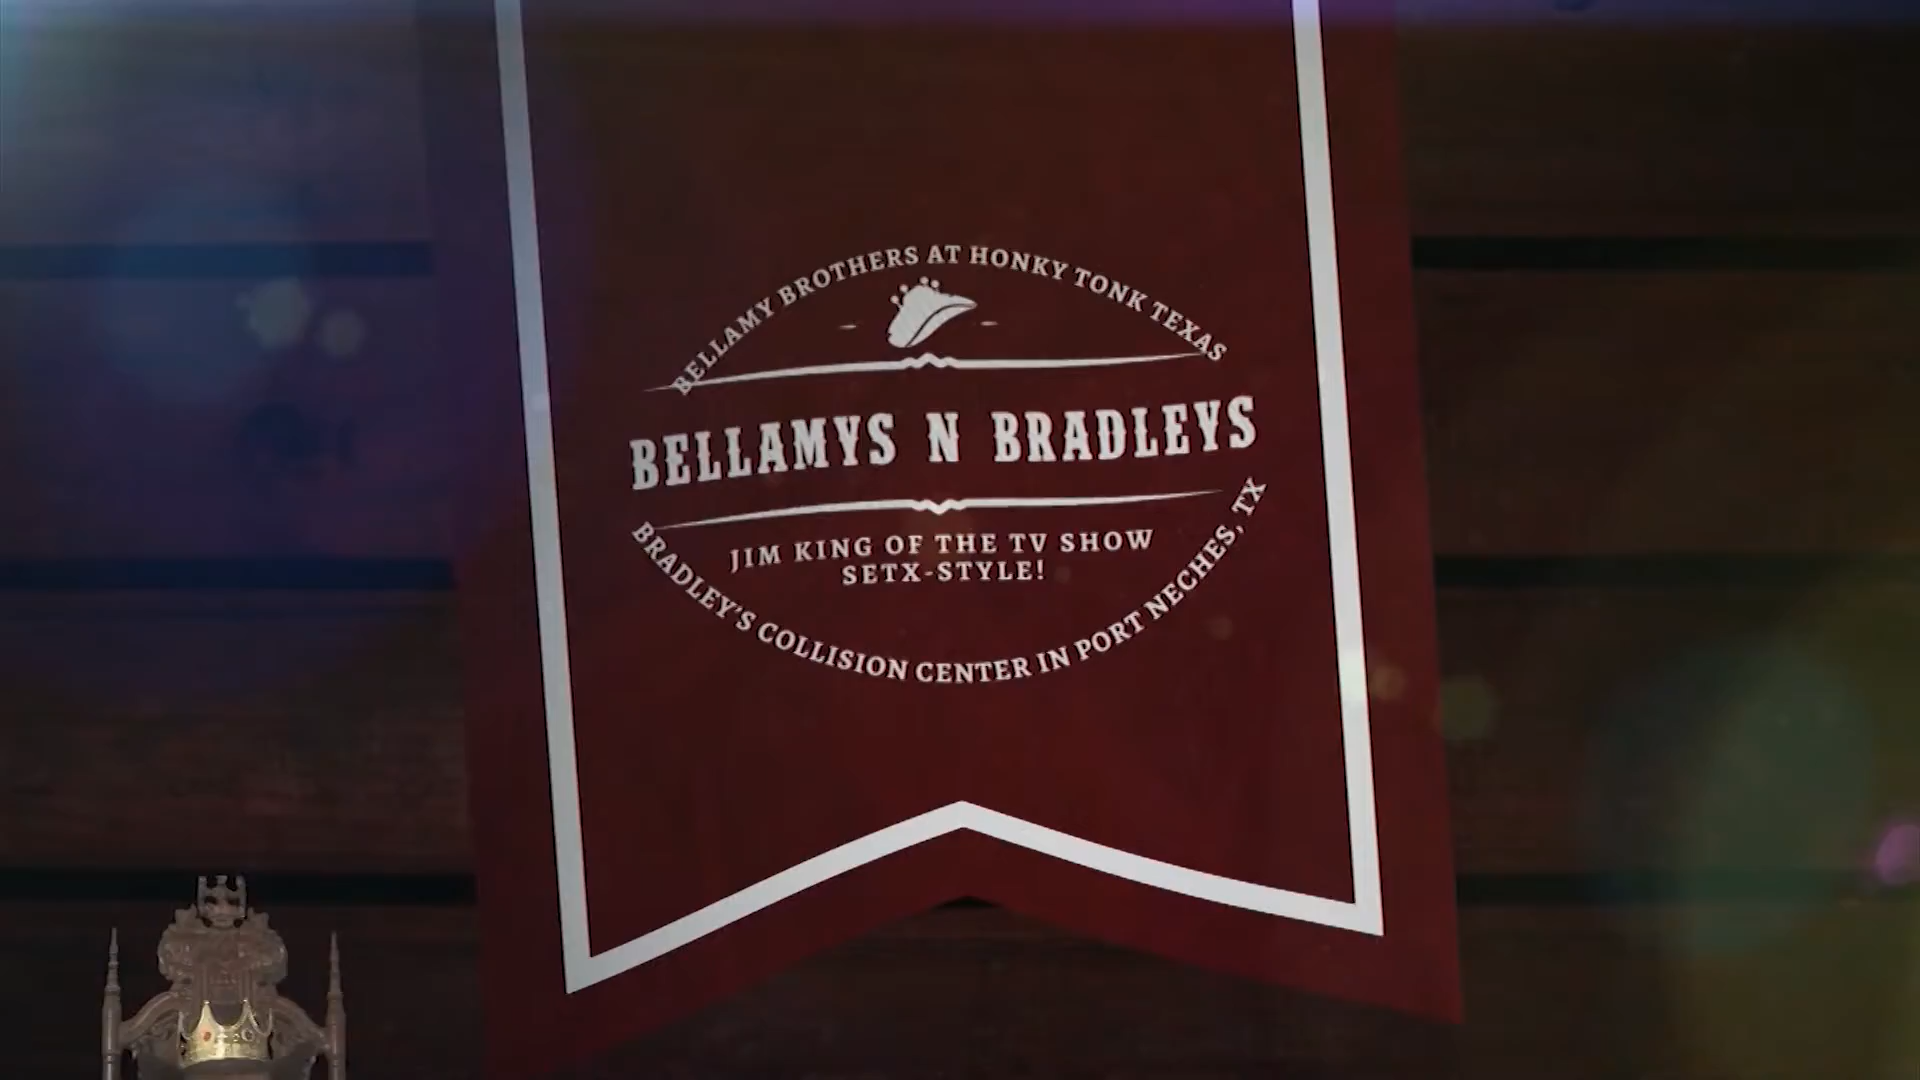 BELLAMY BROTHERS AT HONKY TONK TEXAS
BELLAMYS N BRADLEYS
JIM KING OF THE TV SHOW
SETX-STYLE!
BRADLEY'S COLLISION CENTER IN PORT NECHES, TX